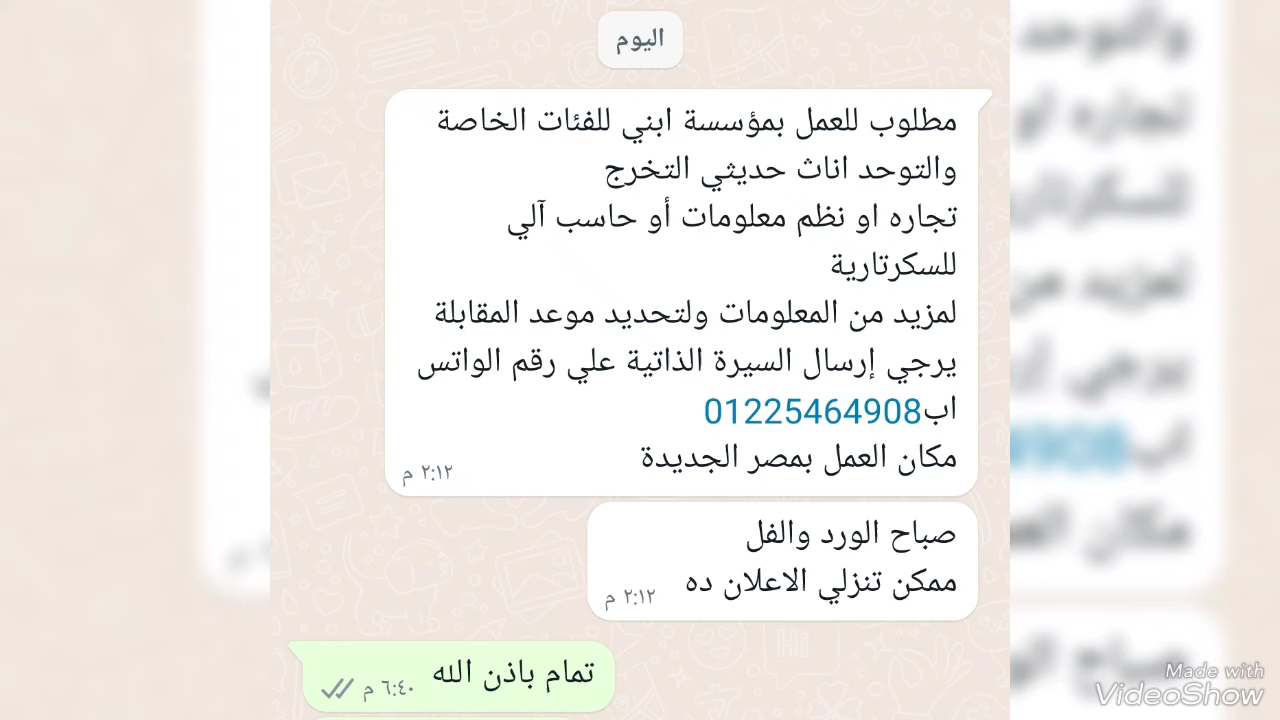 اليوم
مطلوب للعمل بمؤسسة ابني للفئات الخاصة
والتوحد اناث حديثي التخرج
تجاره او نظم معلومات أو حاسب آلي
للسكرتارية
لمزيد من المعلومات ولتحديد موعد المقابلة
يرجي إرسال السيرة الذاتية علي رقم الواتس
اب01225464908
مكان العمل بمصر الجديدة
٢:١٢ م
صباح الورد والفل
ممكن تنزلي الاعلان ده
٢:١٢ م
تمام باذن الله
٦:٤٠ م
Made with
VideoShow